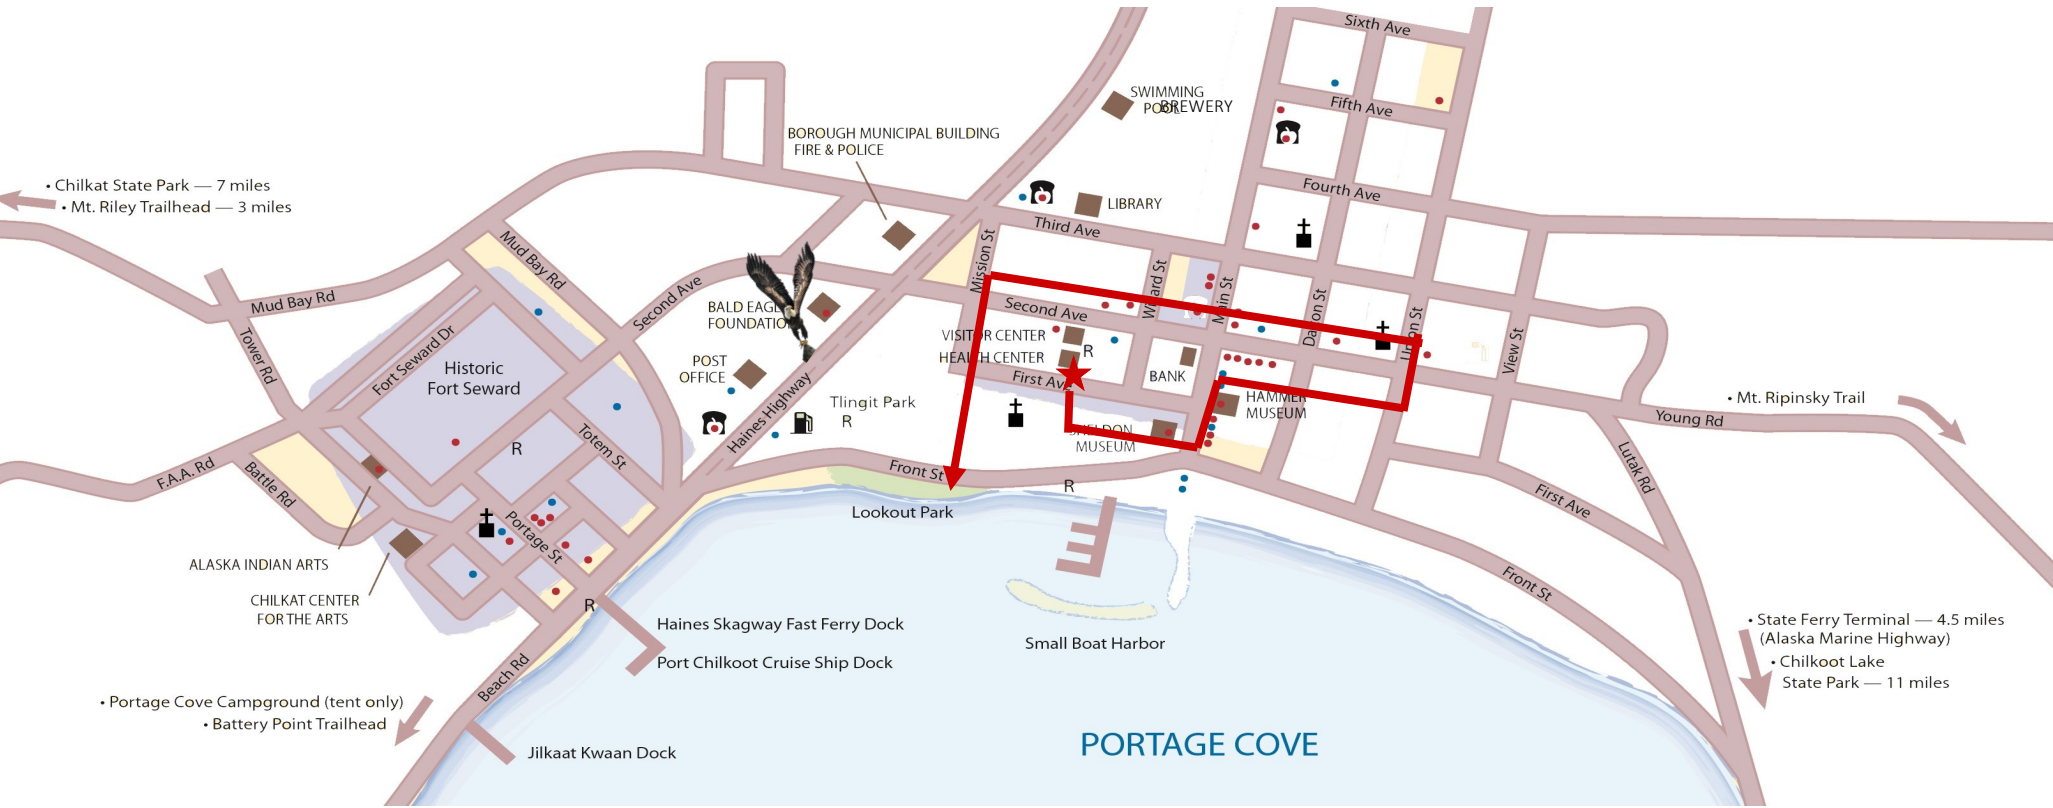 Sixth Ave
SWIMMING
POOL
BREWERY
Fifth Ave
BOROUGH MUNICIPAL BUILDING
FIRE & POLICE
• Chilkat State Park — 7 miles
• Mt. Riley Trailhead — 3 miles
LIBRARY
Fourth Ave
Third Ave
Mud Bay Rd
Mission St
Willard St
Main St
Dalton St
Union St
View St
Mud Bay Rd
Second Ave
Second Ave
BALD EAGLE
FOUNDATION
VISITOR CENTER
HEALTH CENTER
R
First Ave
BANK
Tower Rd
Fort Seward Dr
Historic
Fort Seward
POST
OFFICE
Haines Highway
Tlingit Park
R
HAMMER
MUSEUM
SHELDON
MUSEUM
• Mt. Ripinsky Trail
Young Rd
Lutak Rd
F.A.A. Rd
Battle Rd
R
Totem St
Front St
R
First Ave
Lookout Park
Portage St
ALASKA INDIAN ARTS
CHILKAT CENTER
FOR THE ARTS
R
Front St
Haines Skagway Fast Ferry Dock
Port Chilkoot Cruise Ship Dock
Small Boat Harbor
• State Ferry Terminal — 4.5 miles
(Alaska Marine Highway)
• Chilkoot Lake
State Park — 11 miles
Beach Rd
• Portage Cove Campground (tent only)
• Battery Point Trailhead
Jilkaat Kwaan Dock
PORTAGE COVE